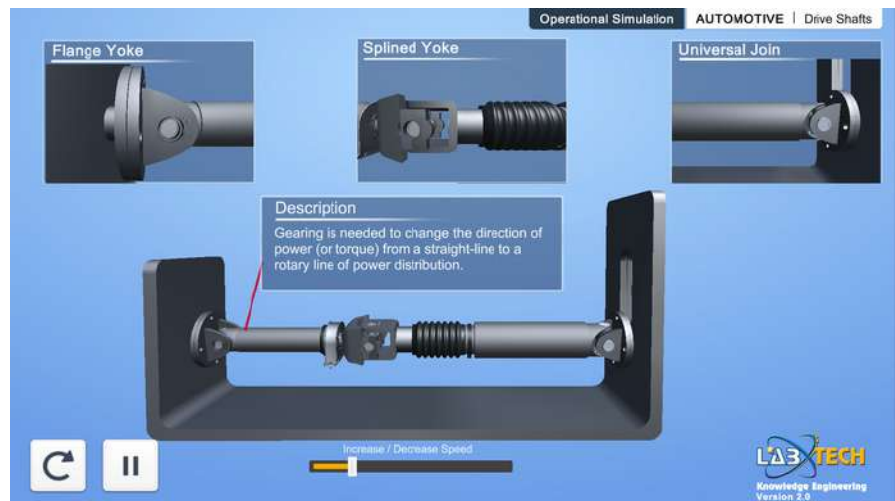 Operational Simulation
AUTOMOTIVE | Drive Shafts
Flange Yoke
Splined Yoke
Universal Join
Description
Gearing is needed to change the direction of
power (or torque) from a straight-line to a
rotary line of power distribution.
Increase / Decrease Speed
LABTECH
Knowledge Engineering
Version 2.0